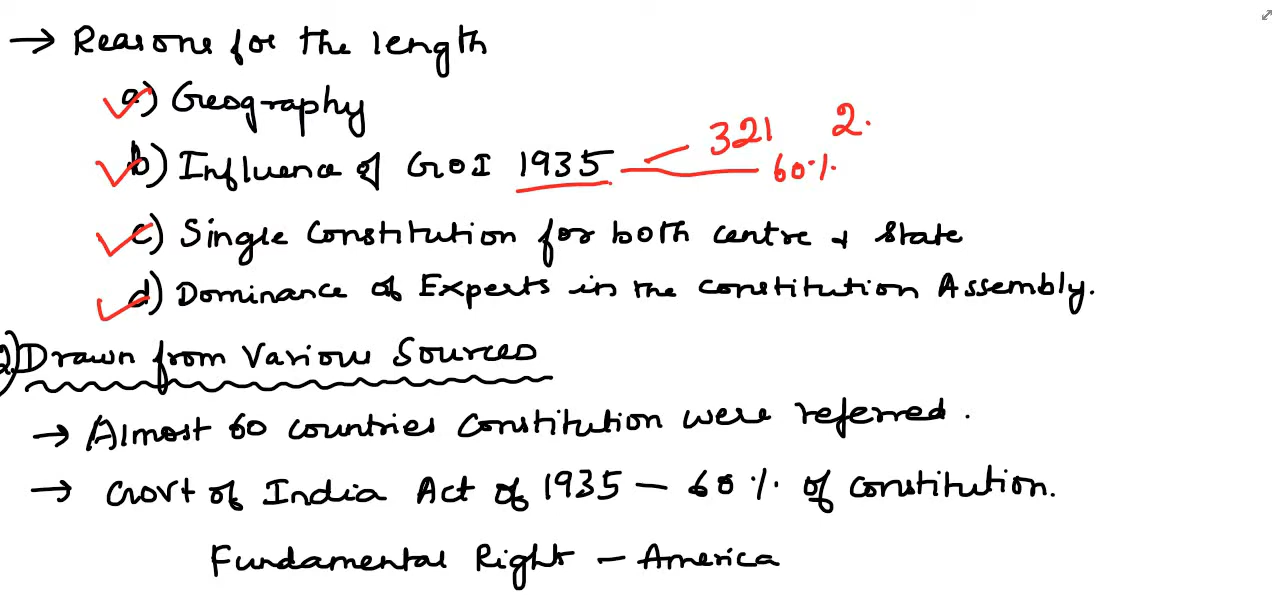 → Reasons for the length
a) Geography
b) Influence of GOI 1935 — 321 2.
60%
c) Single Constitution for both centre & State
d) Dominance of Experts in the constitution Assembly.
2) Drawn from Various Sources
→ Almost 60 countries Constitution were referred.
→ Govt of India Act of 1935 — 60% of constitution.
Fundamental Right — America